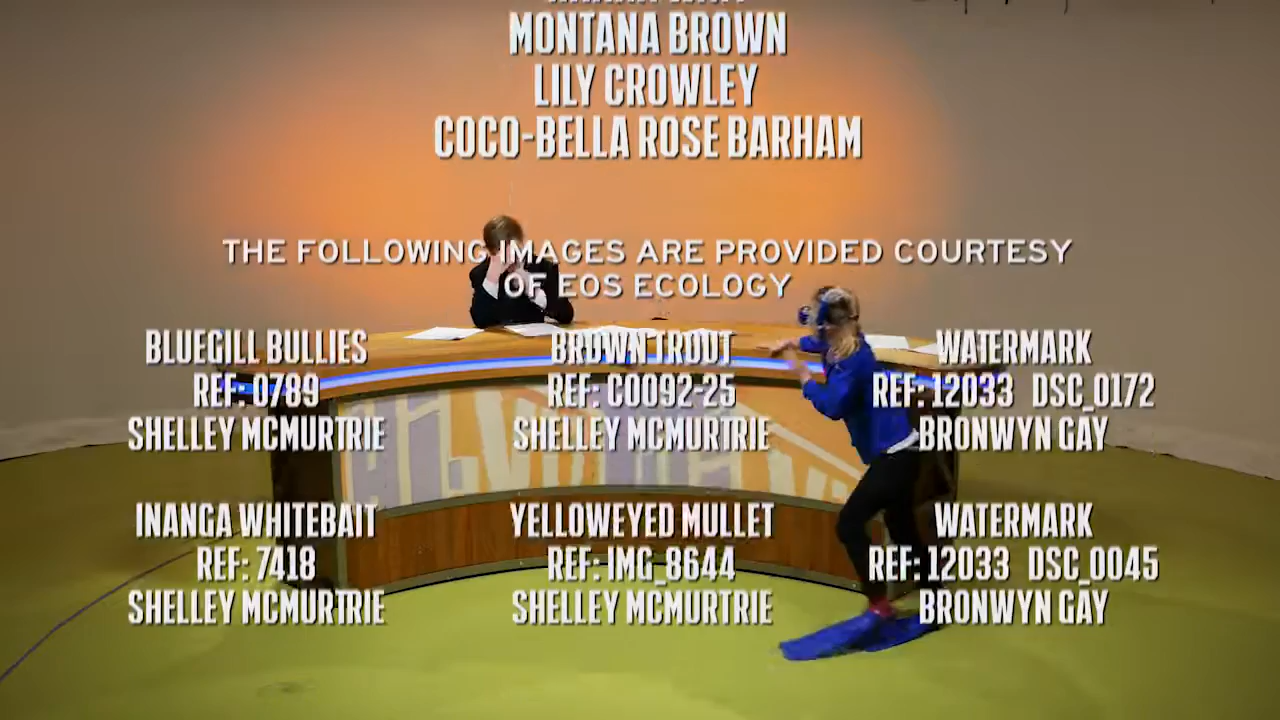 MONTANA BROWN
LILY CROWLEY
COCO-BELLA ROSE BARHAM
THE FOLLOWING IMAGES ARE PROVIDED COURTESY
OF EOS ECOLOGY
BLUEGILL BULLIES
REF: 0789
SHELLEY MCMURTRIE
BROWN TROUT
REF: C0092-25
SHELLEY MCMURTRIE
WATERMARK
REF: 12033 DSC_0172
BRONWYN GAY
INANGA WHITEBAIT
REF: 7418
SHELLEY MCMURTRIE
YELLOWEYED MULLET
REF: IMG_8644
SHELLEY MCMURTRIE
WATERMARK
REF: 12033 DSC_0045
BRONWYN GAY